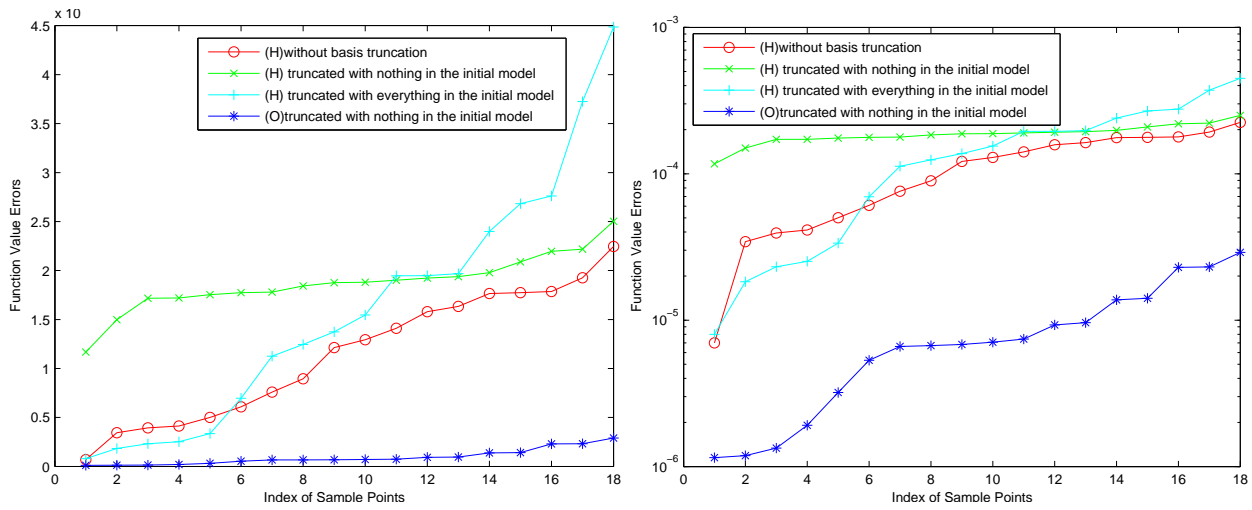 4.5 x 10
4
3.5
3
2.5
2
1.5
1
0.5
0
0 2 4 6 8 10 12 14 16 18
Function Value Errors
Index of Sample Points
(H)without basis truncation
(H) truncated with nothing in the initial model
(H) truncated with everything in the initial model
(O)truncated with nothing in the initial model
10−3
10−4
10−5
10−6
0 2 4 6 8 10 12 14 16 18
Function Value Errors
Index of Sample Points
(H)without basis truncation
(H) truncated with nothing in the initial model
(H) truncated with everything in the initial model
(O)truncated with nothing in the initial model